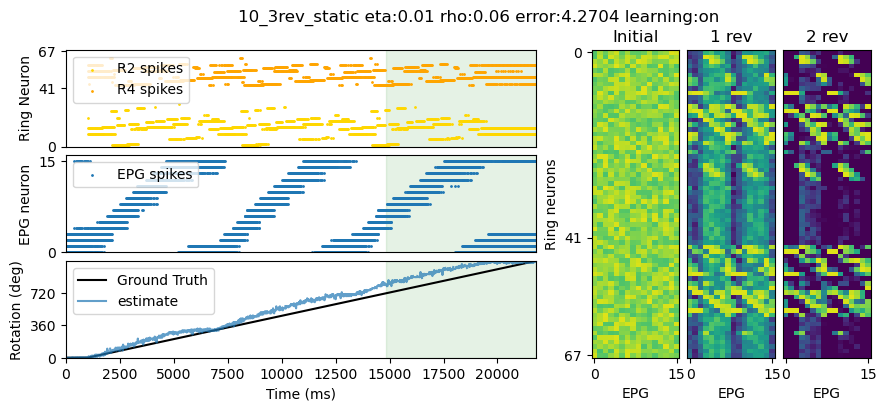 10_3rev_static eta:0.01 rho:0.06 error:4.2704 learning:on
Initial
1 rev
2 rev
Ring Neuron
67
41
0
R2 spikes
R4 spikes
EPG neuron
15
0
EPG spikes
Rotation (deg)
720
360
0
Ground Truth
estimate
0
2500
5000
7500
10000
12500
15000
17500
20000
Time (ms)
Ring neurons
0
41
67
0
15
0
15
0
15
EPG
EPG
EPG